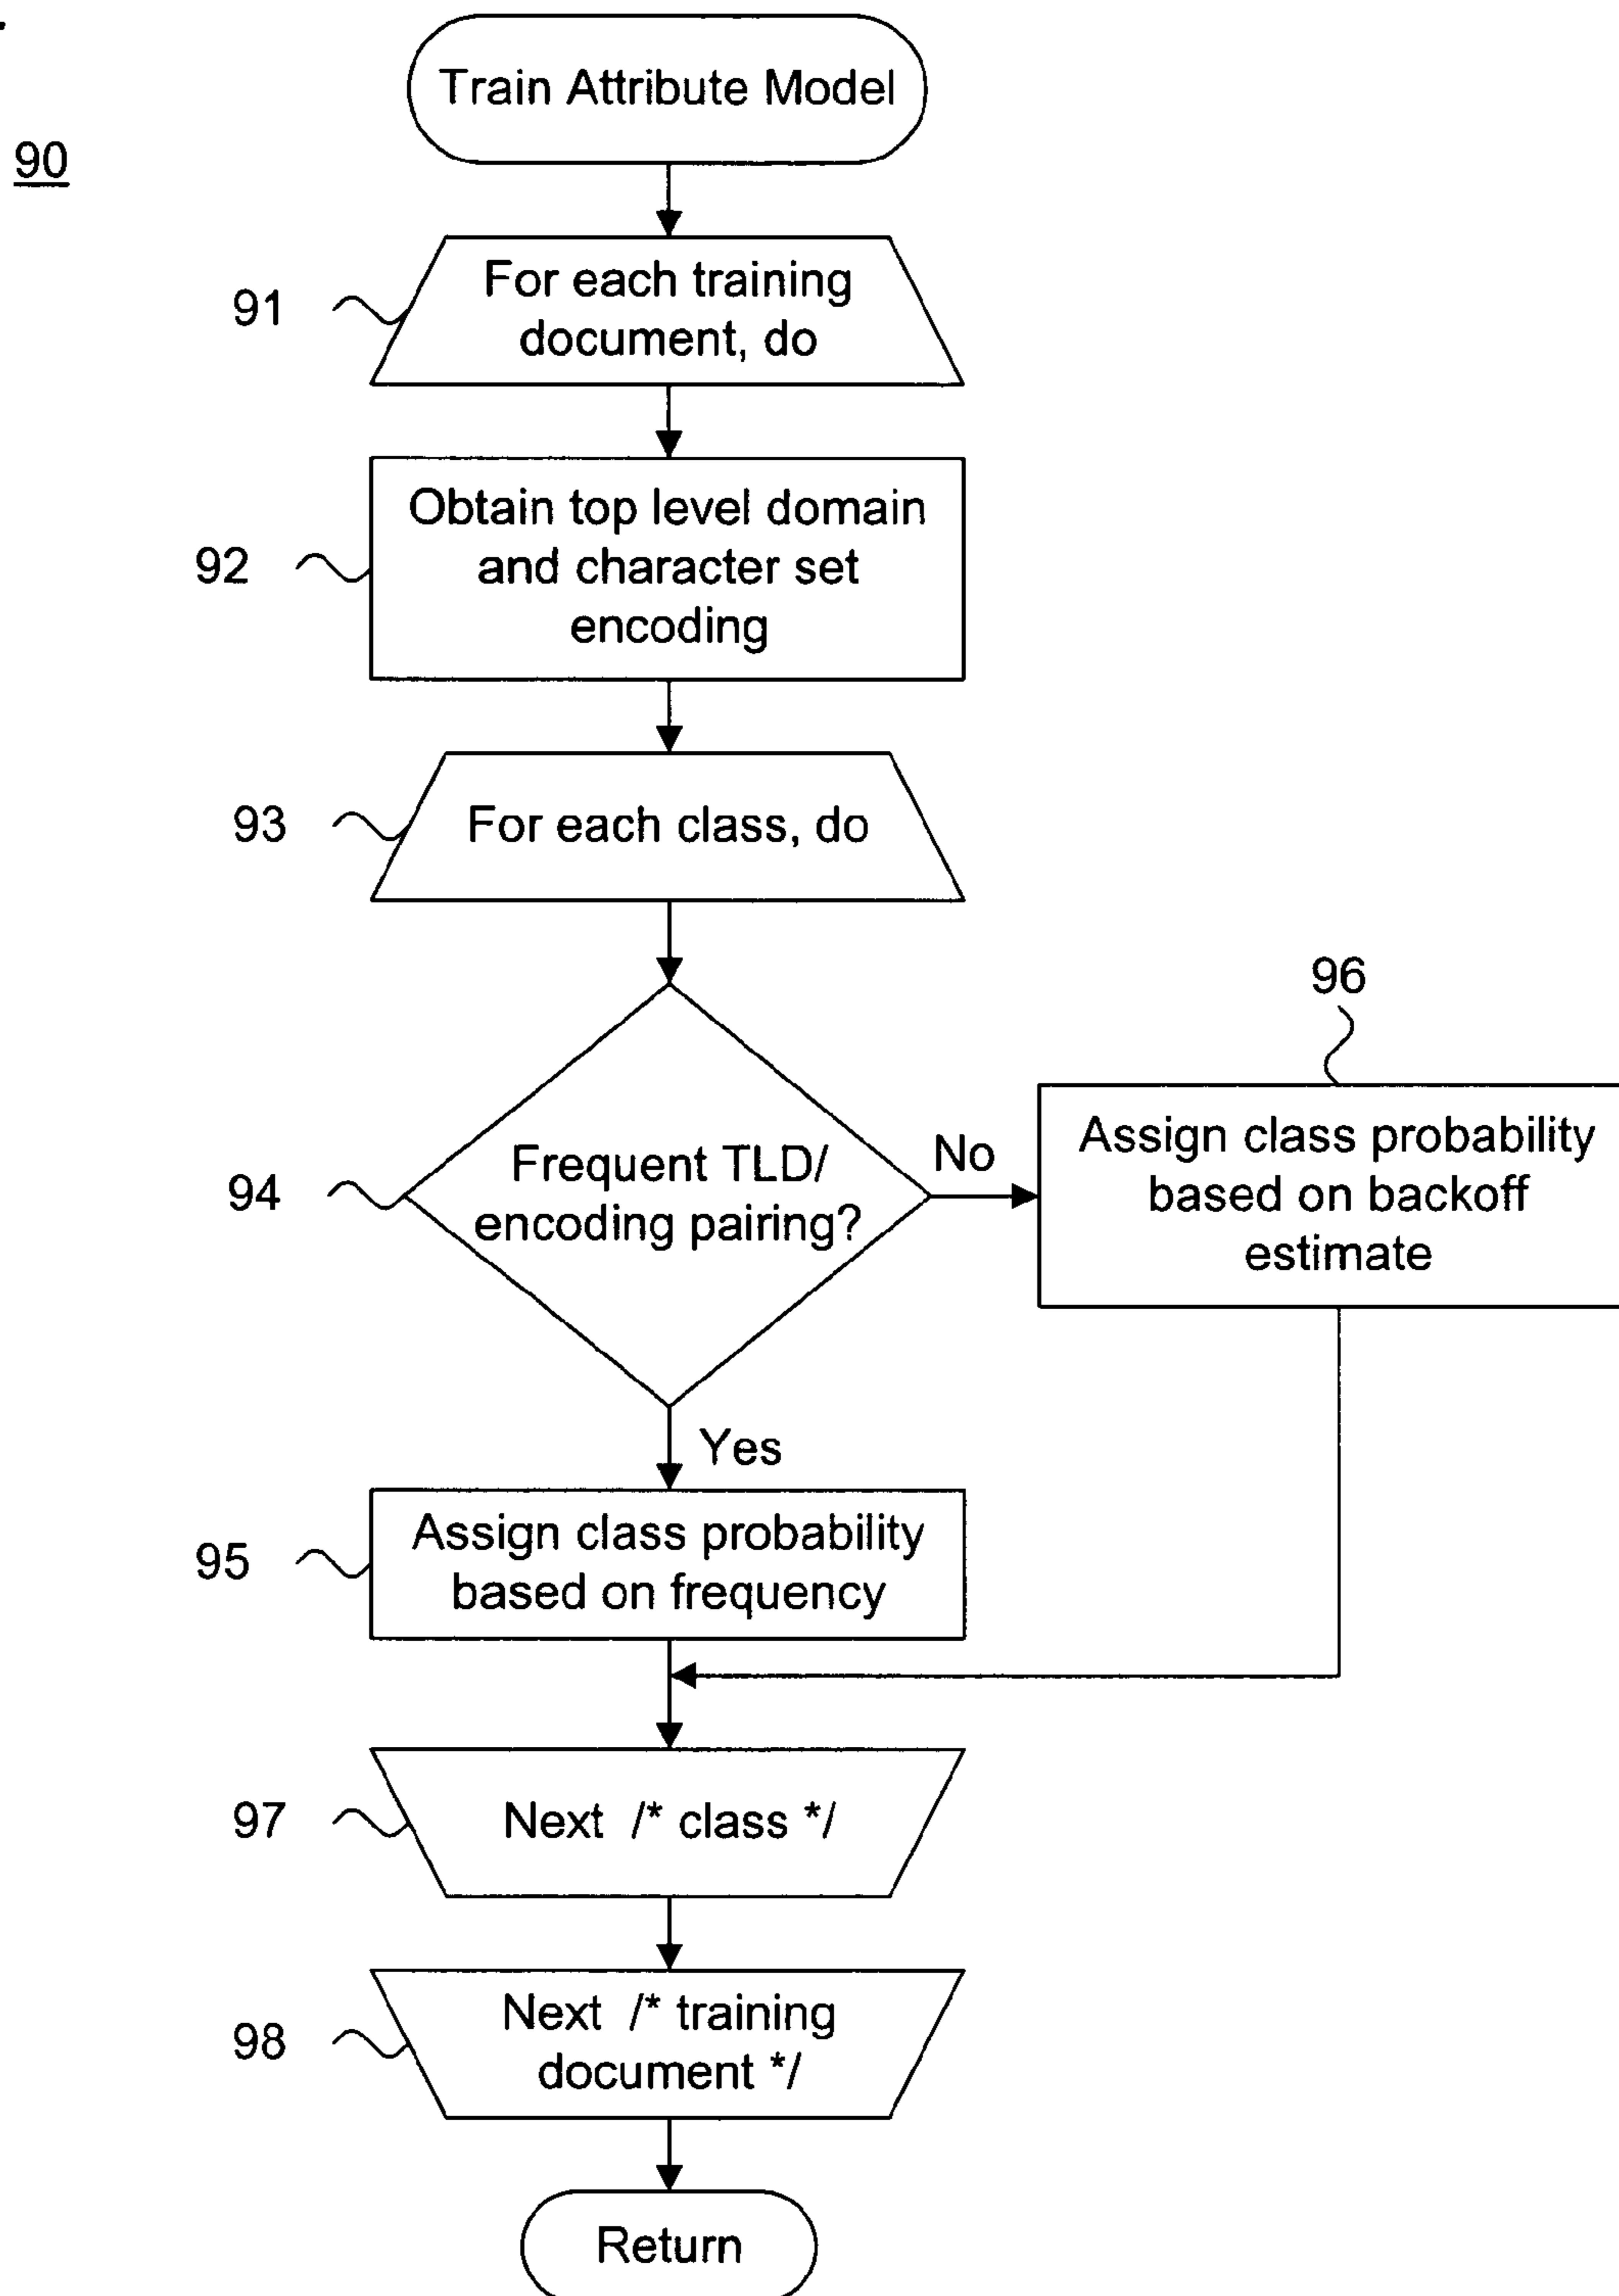 Train Attribute Model
90
91
For each training
document, do
92
Obtain top level domain
and character set
encoding
93
For each class, do
94
Frequent TLD/
encoding pairing?
No
96
Assign class probability
based on backoff
estimate
Yes
95
Assign class probability
based on frequency
97
Next /* class */
98
Next /* training
document */
Return